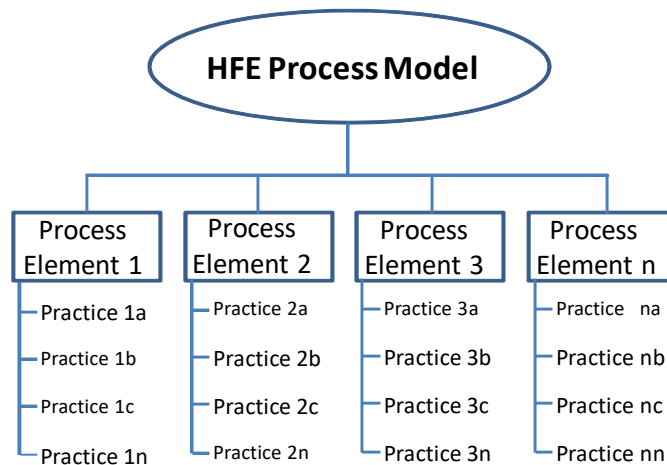 HFE Process Model
Process
Element 1
Process
Element 2
Process
Element 3
Process
Element n
Practice 1a
Practice 1b
Practice 1c
Practice 1n
Practice 2a
Practice 2b
Practice 2c
Practice 2n
Practice 3a
Practice 3b
Practice 3c
Practice 3n
Practice na
Practice nb
Practice nc
Practice nn